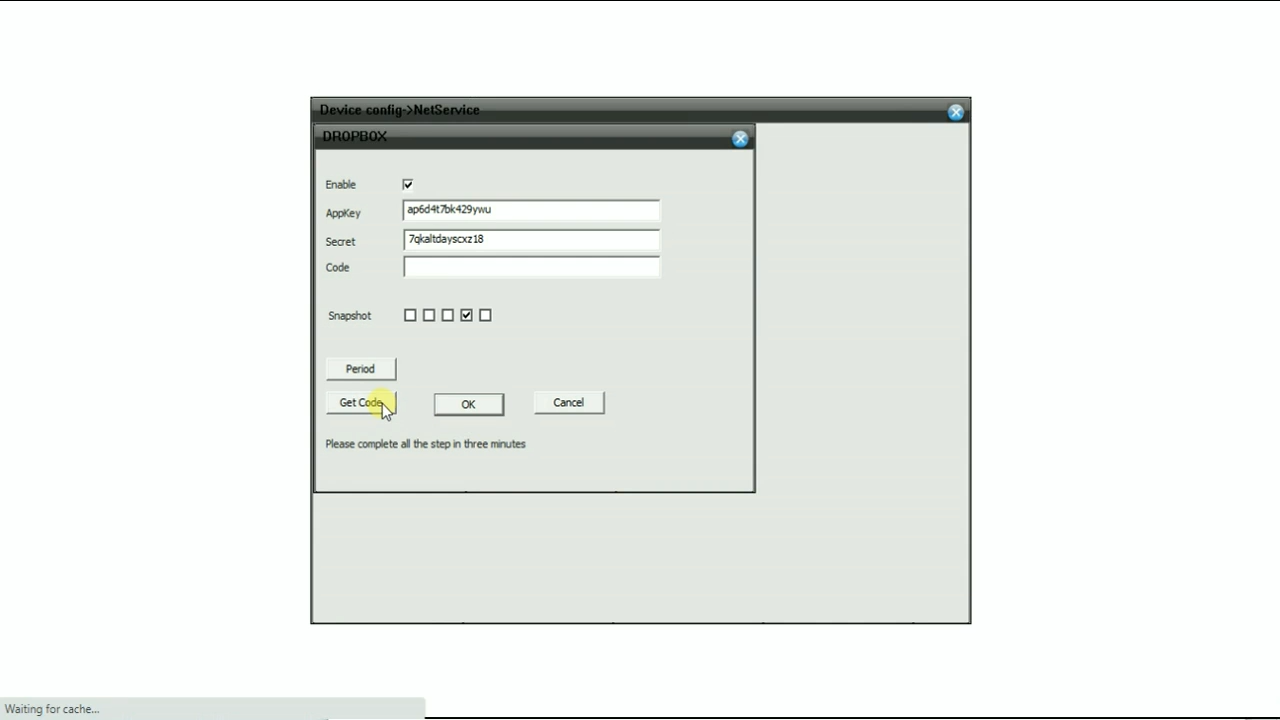 Device config->NetService
DROPBOX
Enable
AppKey ap6d4t7bk429ywu
Secret 7qkaltdayscxz18
Code
Snapshot
Period
Get Code OK Cancel
Please complete all the step in three minutes
Waiting for cache...